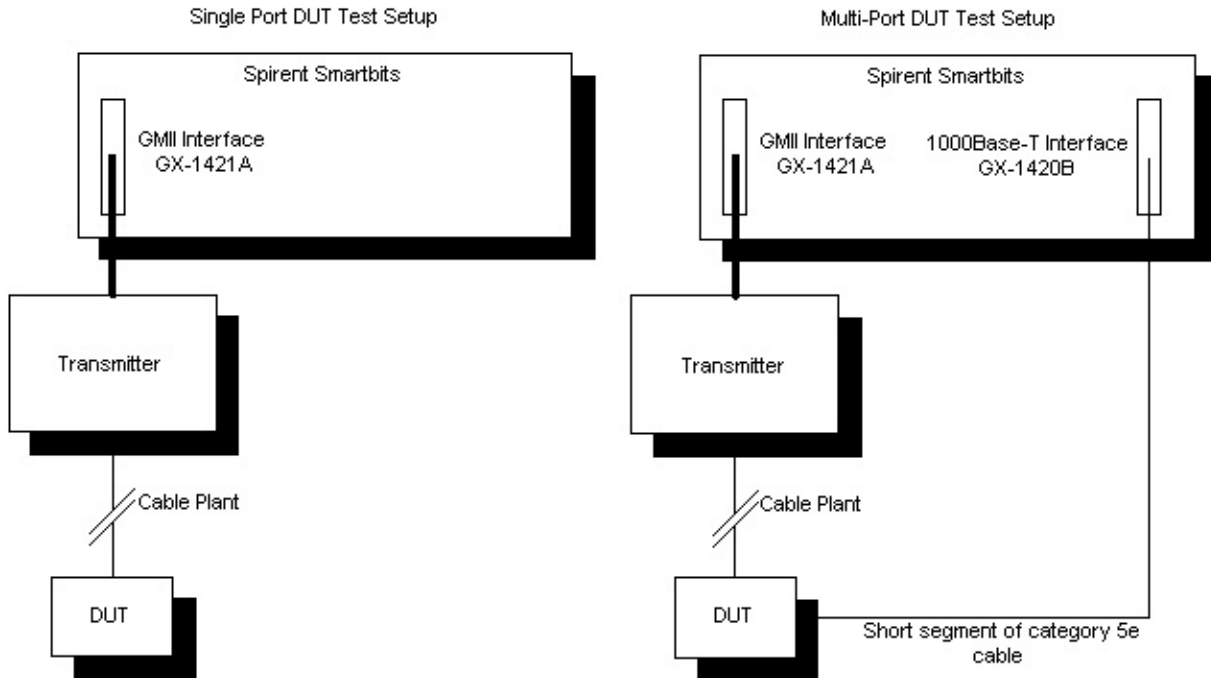 Single Port DUT Test Setup
Spirent Smartbits
GMII Interface
GX-1421A
Transmitter
Cable Plant
DUT
Multi-Port DUT Test Setup
Spirent Smartbits
GMII Interface
GX-1421A
1000Base-T Interface
GX-1420B
Transmitter
Cable Plant
DUT
Short segment of category 5e
cable